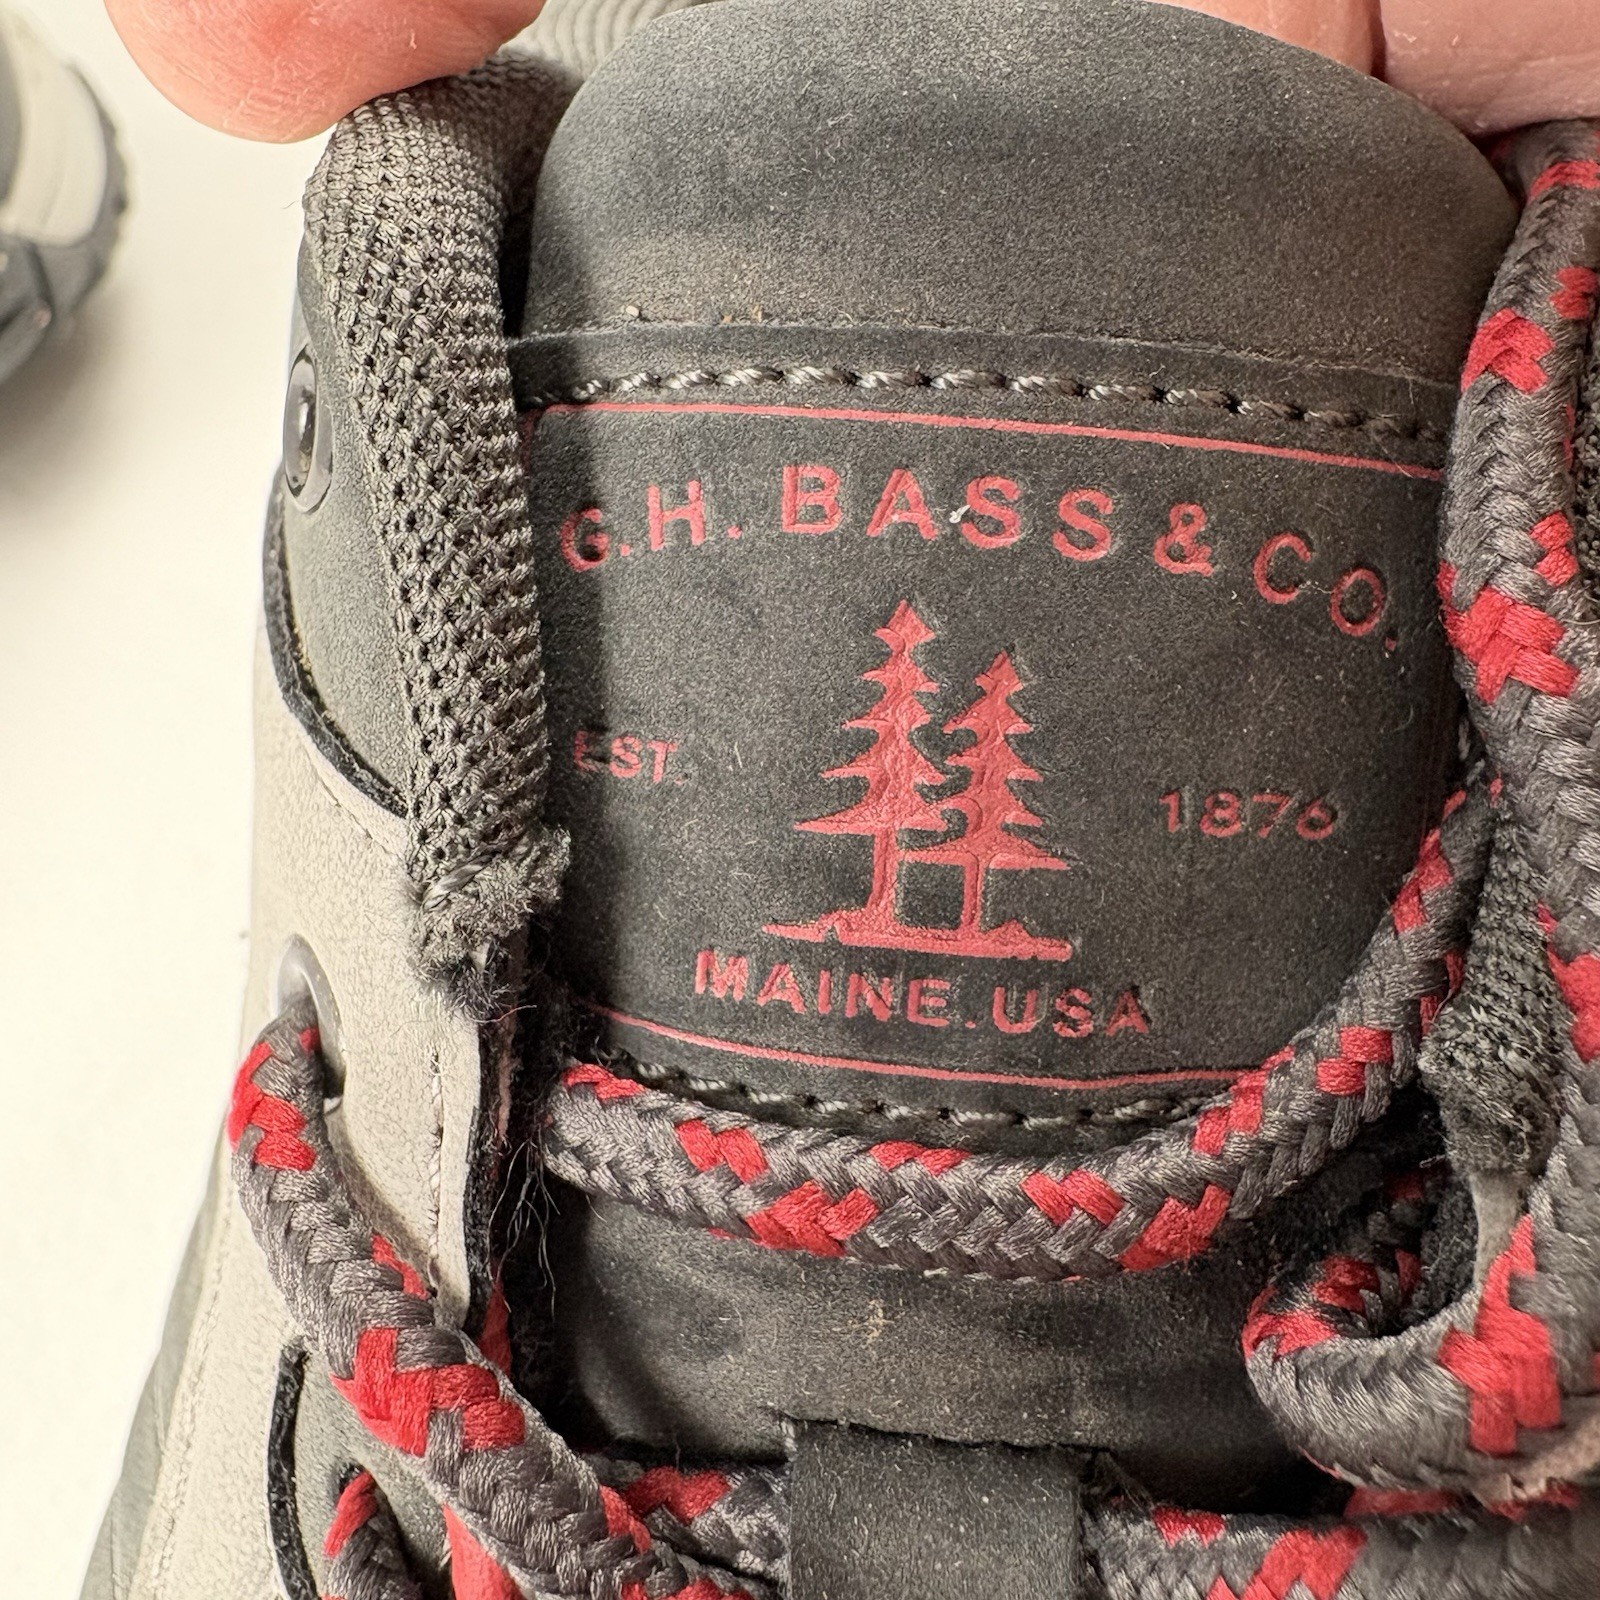 G.H. BASS & CO.
EST. 1876
MAINE. USA